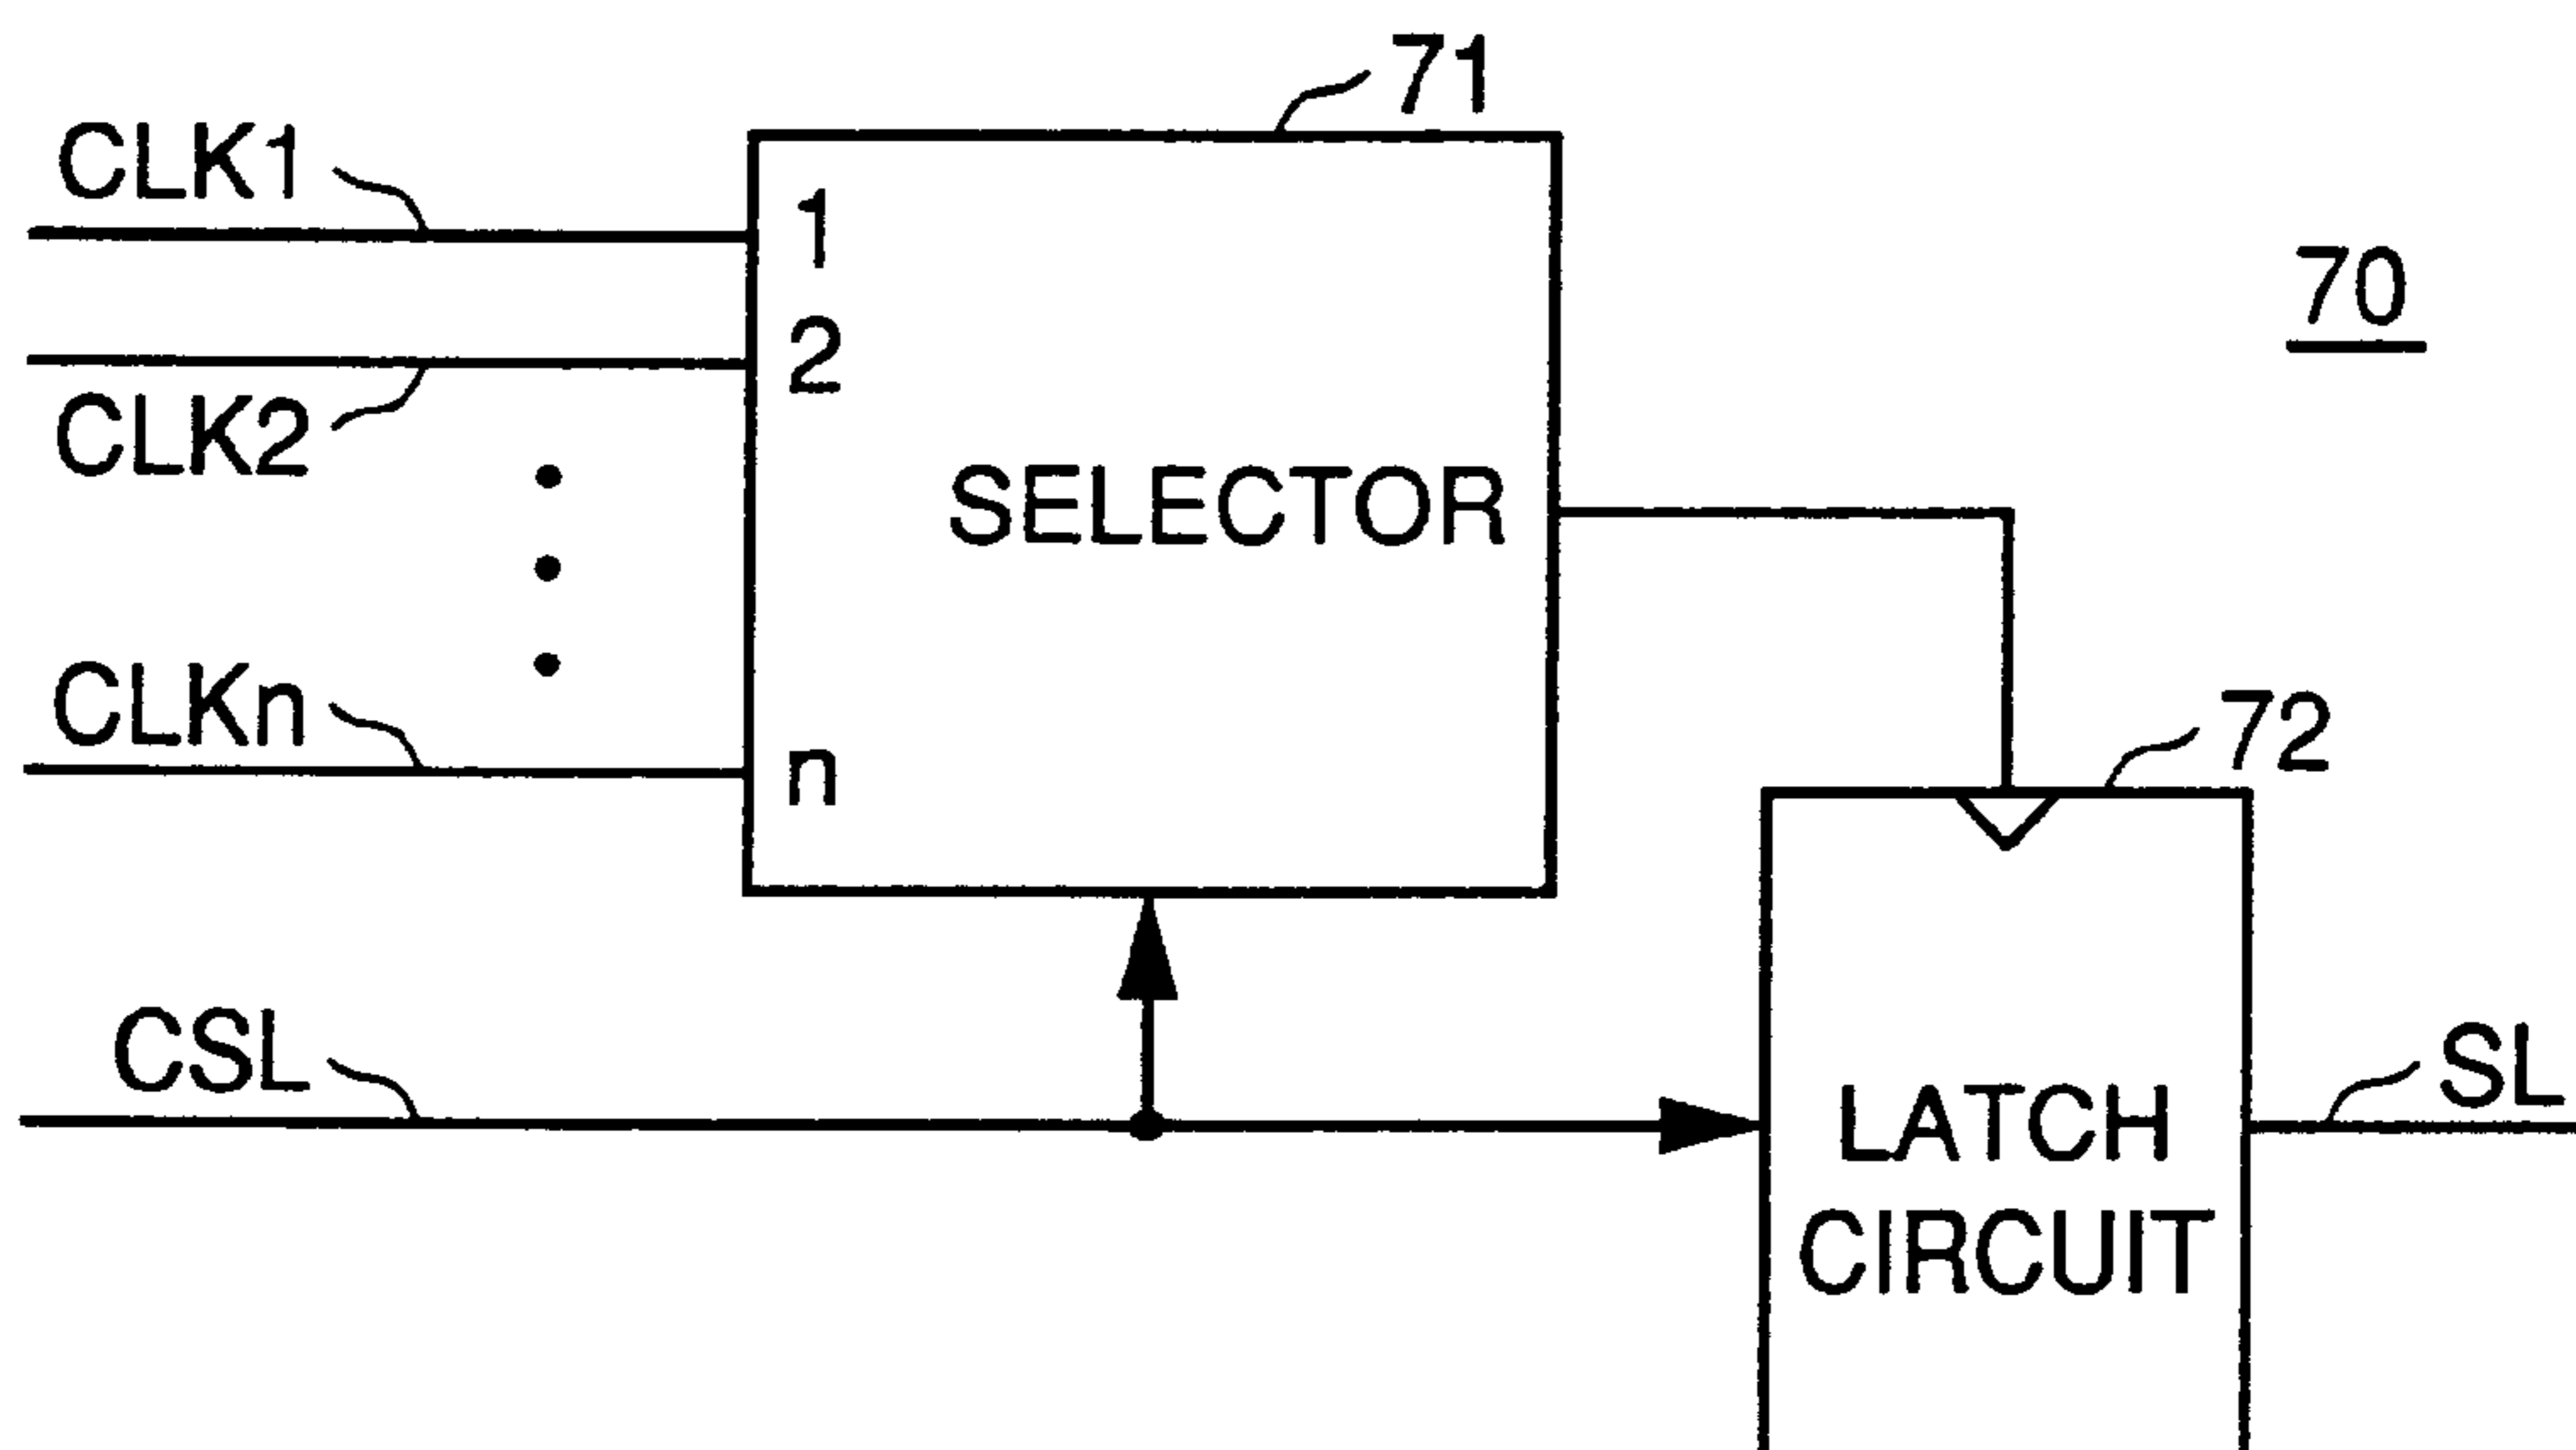 71
CLK1
1
70
2
CLK2
SELECTOR
CLKn
n
72
CSL
SL
LATCH
CIRCUIT